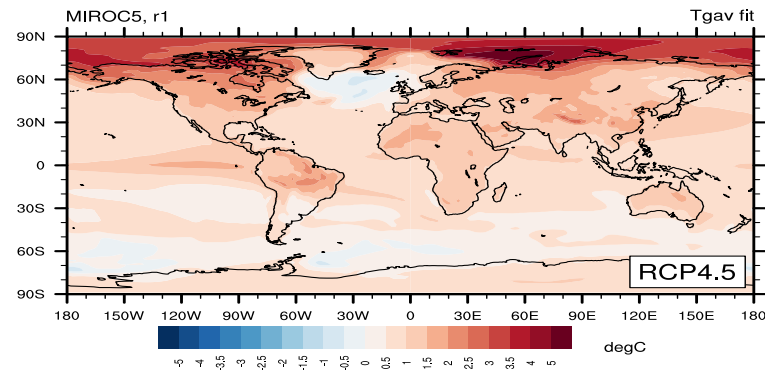 MIROC5, r1 Tgav fit
90N
60N
30N
0
30S
60S
90S
RCP4.5
180 150W 120W 90W 60W 30W 0 30E 60E 90E 120E 150E 180
-5 -4 -3.5 -3 -2.5 -2 -1.5 -1 -0.5 0 0.5 1 1.5 2 2.5 3 3.5 4 5
degC